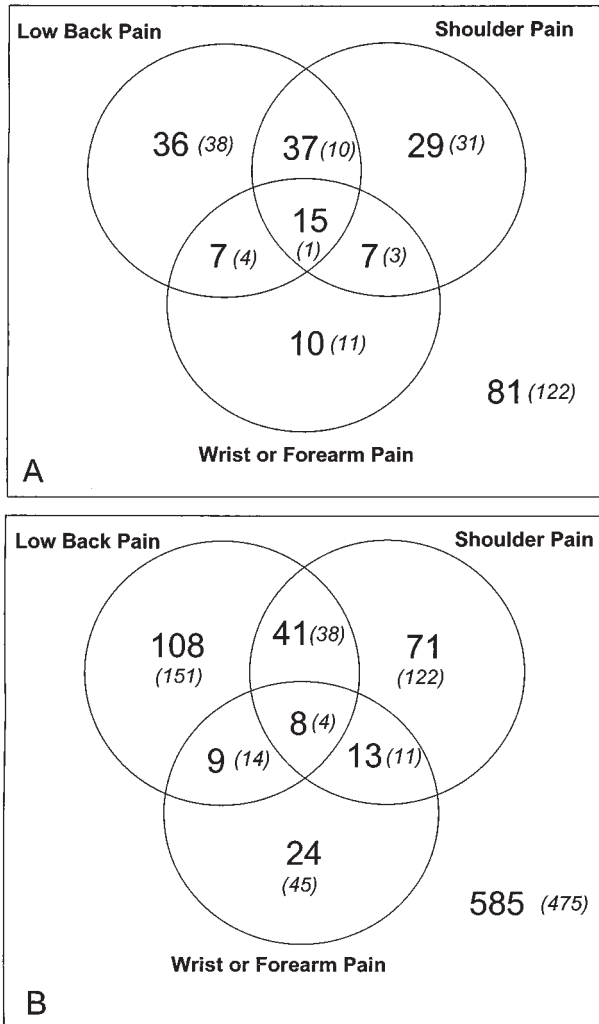 Low Back Pain
Shoulder Pain
36 (38)
37 (10)
29 (31)
15
(1)
7 (4)
7 (3)
10 (11)
81 (122)
Wrist or Forearm Pain
A
Low Back Pain
Shoulder Pain
108
(151)
41 (38)
71
(122)
8 (4)
9 (14)
13 (11)
24
(45)
585 (475)
Wrist or Forearm Pain
B